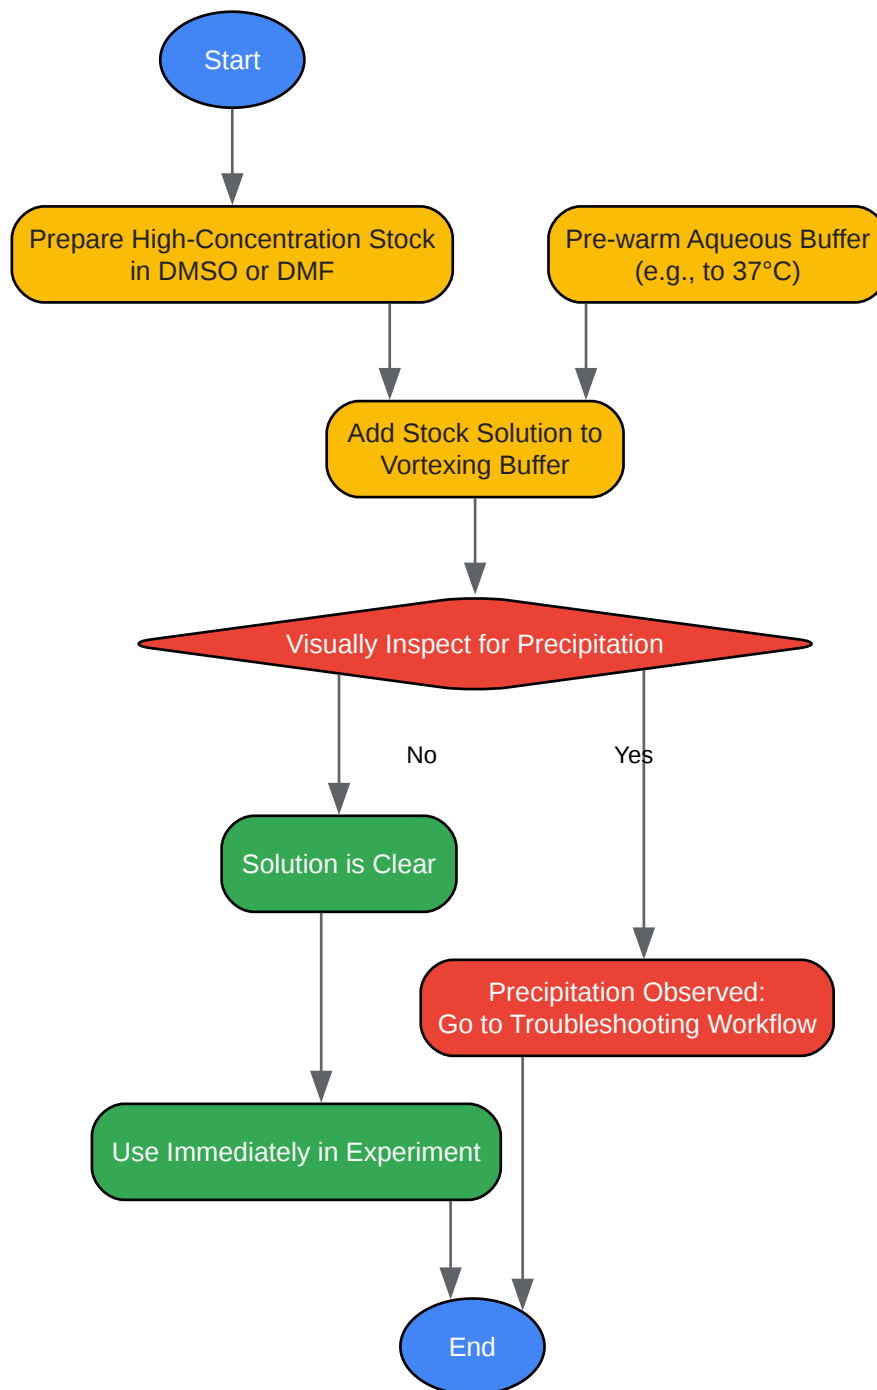 Start
Prepare High-Concentration Stock
in DMSO or DMF
Pre-warm Aqueous Buffer
(e.g., to 37°C)
Add Stock Solution to
Vortexing Buffer
Visually Inspect for Precipitation
No
Yes
Solution is Clear
Precipitation Observed:
Go to Troubleshooting Workflow
Use Immediately in Experiment
End